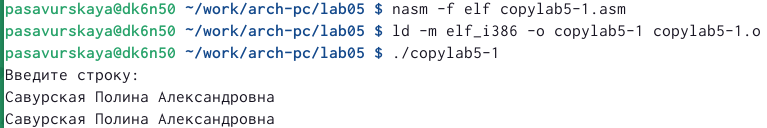 pasavurskaya@dk6n50 ~/work/arch-pc/lab05 $ nasm -f elf copylab5-1.asm
pasavurskaya@dk6n50 ~/work/arch-pc/lab05 $ ld -m elf_i386 -o copylab5-1 copylab5-1.o
pasavurskaya@dk6n50 ~/work/arch-pc/lab05 $ ./copylab5-1
Введите строку:
Савурская Полина Александровна
Савурская Полина Александровна